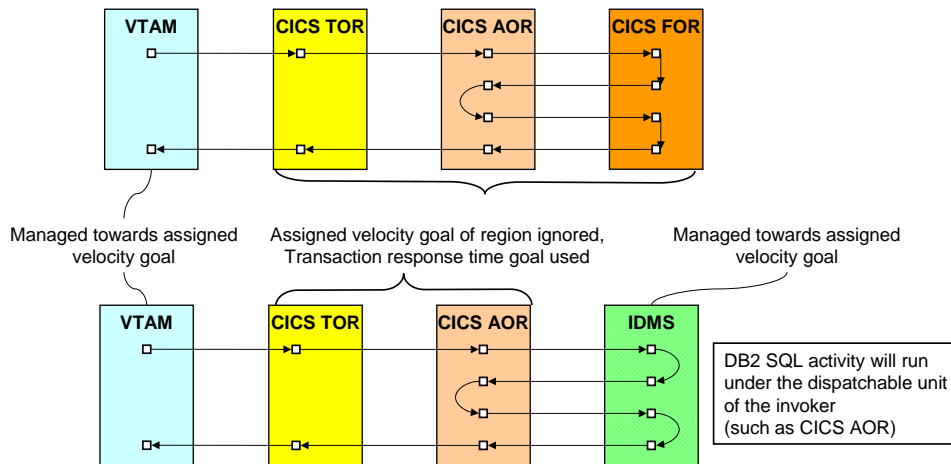 VTAM
CICS TOR
CICS AOR
CICS FOR
Managed towards assigned
velocity goal
Assigned velocity goal of region ignored,
Transaction response time goal used
Managed towards assigned
velocity goal
VTAM
CICS TOR
CICS AOR
IDMS
DB2 SQL activity will run
under the dispatchable unit
of the invoker
(such as CICS AOR)